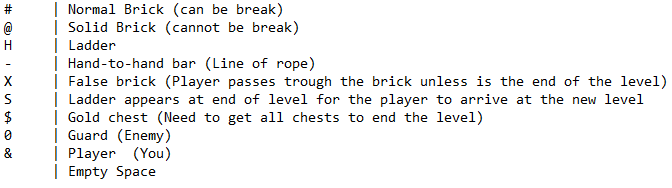 # | Normal Brick (can be break)
@ | Solid Brick (cannot be break)
H | Ladder
- | Hand-to-hand bar (Line of rope)
X | False brick (Player passes trough the brick unless is the end of the level)
S | Ladder appears at end of level for the player to arrive at the new level
$ | Gold chest (Need to get all chests to end the level)
0 | Guard (Enemy)
& | Player (You)
| Empty Space